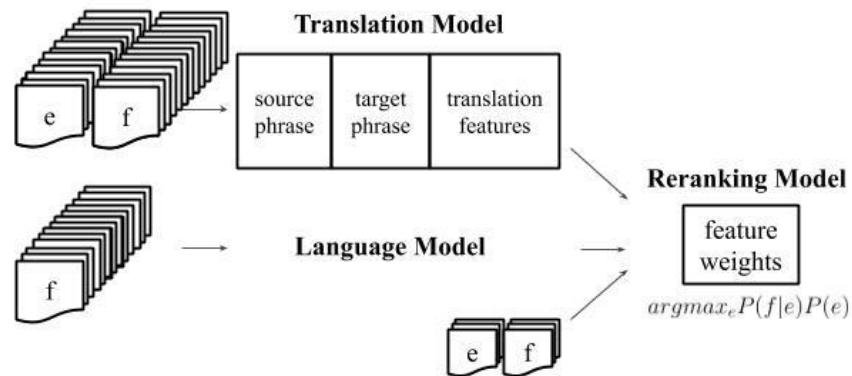 Translation Model
e
f
source
phrase
target
phrase
translation
features
Reranking Model
f
Language Model
feature
weights
argmax_e P(f|e)P(e)
e
f